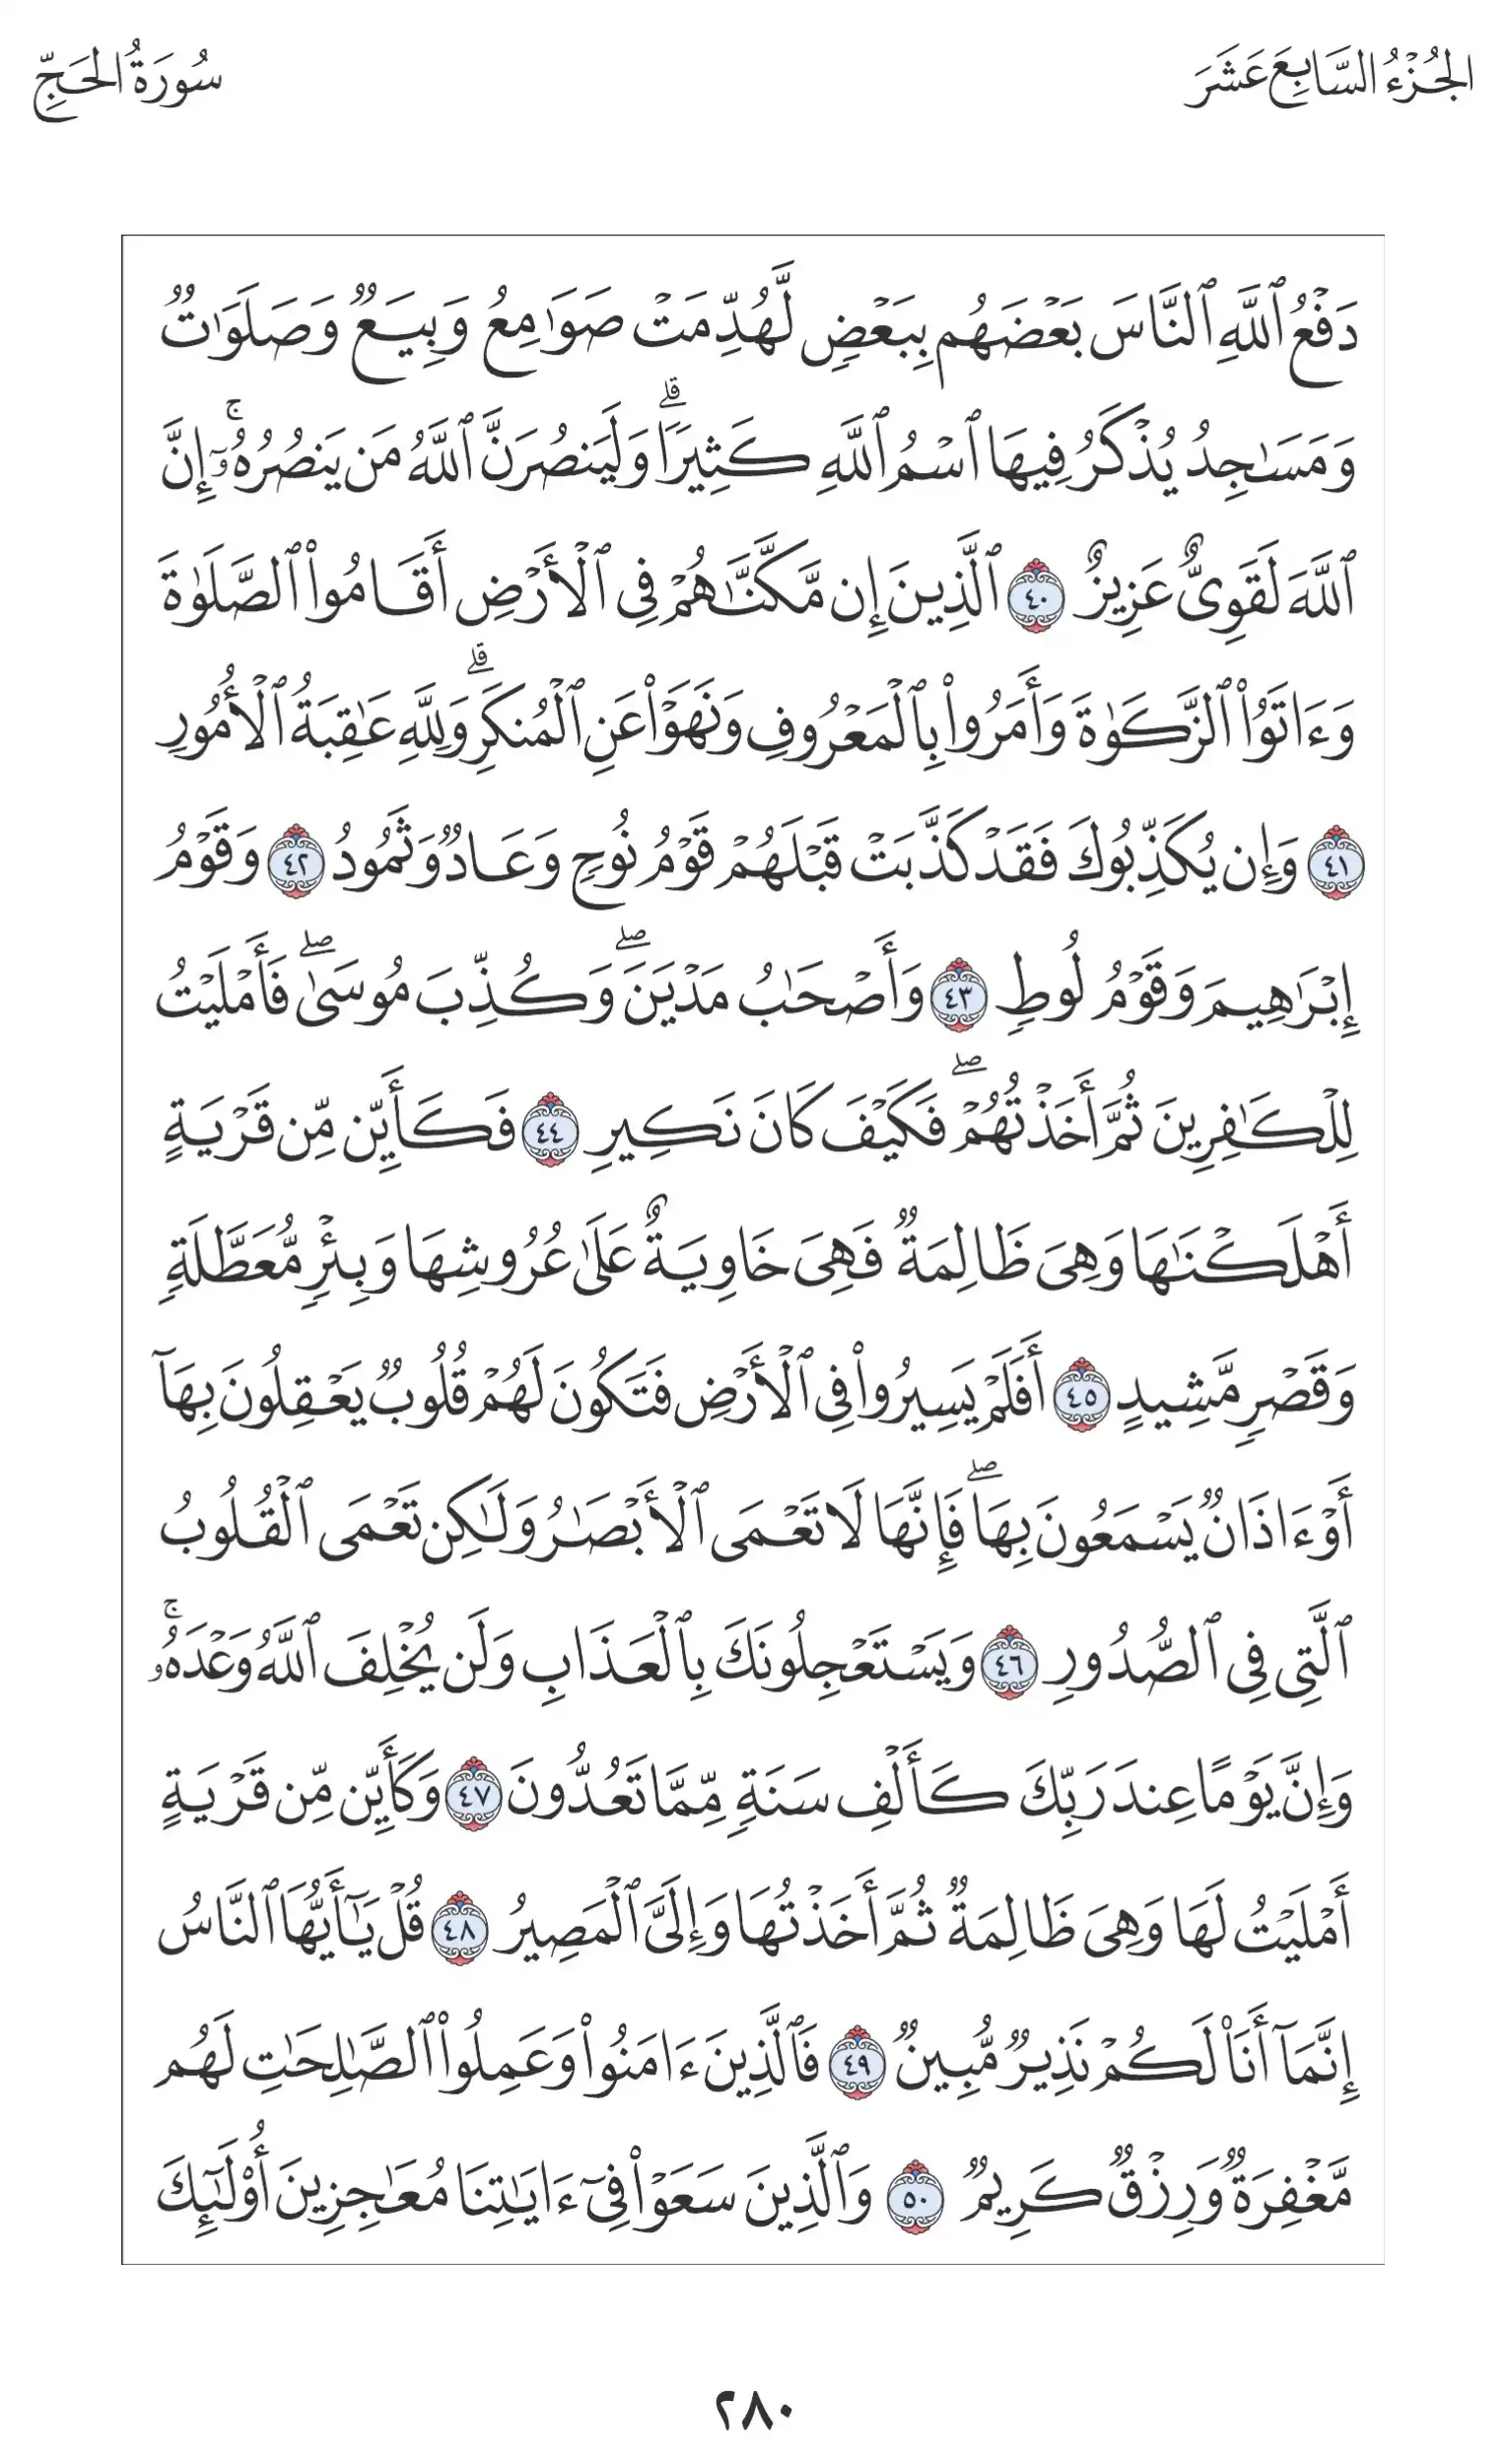 الجُزْءُ السَّابِعَ عَشَرَ
سُورَةُ الحَجِّ
دَفْعُ ٱللَّهِ ٱلنَّاسَ بَعْضَهُم بِبَعْضٍ لَّهُدِّمَتْ صَوَٰمِعُ وَبِيَعٌ وَصَلَوَٰتٌ
وَمَسَٰجِدُ يُذْكَرُ فِيهَا ٱسْمُ ٱللَّهِ كَثِيرًاۗ وَلَيَنصُرَنَّ ٱللَّهُ مَن يَنصُرُهُۥٓۚ إِنَّ
ٱللَّهَ لَقَوِىٌّ عَزِيزٌ ٤٠ ٱلَّذِينَ إِن مَّكَّنَّٰهُمْ فِى ٱلْأَرْضِ أَقَامُوا۟ ٱلصَّلَوٰةَ
وَءَاتَوُا۟ ٱلزَّكَوٰةَ وَأَمَرُوا۟ بِٱلْمَعْرُوفِ وَنَهَوْا۟ عَنِ ٱلْمُنكَرِۗ وَلِلَّهِ عَٰقِبَةُ ٱلْأُمُورِ
٤١ وَإِن يُكَذِّبُوكَ فَقَدْ كَذَّبَتْ قَبْلَهُمْ قَوْمُ نُوحٍ وَعَادٌ وَثَمُودُ ٤٢ وَقَوْمُ
إِبْرَٰهِيمَ وَقَوْمُ لُوطٍ ٤٣ وَأَصْحَٰبُ مَدْيَنَۖ وَكُذِّبَ مُوسَىٰۖ فَأَمْلَيْتُ
لِلْكَٰفِرِينَ ثُمَّ أَخَذْتُهُمْۖ فَكَيْفَ كَانَ نَكِيرِ ٤٤ فَكَأَيِّن مِّن قَرْيَةٍ
أَهْلَكْنَٰهَا وَهِىَ ظَالِمَةٌ فَهِىَ خَاوِيَةٌ عَلَىٰ عُرُوشِهَا وَبِئْرٍ مُّعَطَّلَةٍ
وَقَصْرٍ مَّشِيدٍ ٤٥ أَفَلَمْ يَسِيرُوا۟ فِى ٱلْأَرْضِ فَتَكُونَ لَهُمْ قُلُوبٌ يَعْقِلُونَ بِهَآ
أَوْ ءَاذَانٌ يَسْمَعُونَ بِهَاۖ فَإِنَّهَا لَا تَعْمَى ٱلْأَبْصَٰرُ وَلَٰكِن تَعْمَى ٱلْقُلُوبُ
ٱلَّتِى فِى ٱلصُّدُورِ ٤٦ وَيَسْتَعْجِلُونَكَ بِٱلْعَذَابِ وَلَن يُخْلِفَ ٱللَّهُ وَعْدَهُۥۚ
وَإِنَّ يَوْمًا عِندَ رَبِّكَ كَأَلْفِ سَنَةٍ مِّمَّا تَعُدُّونَ ٤٧ وَكَأَيِّن مِّن قَرْيَةٍ
أَمْلَيْتُ لَهَا وَهِىَ ظَالِمَةٌ ثُمَّ أَخَذْتُهَا وَإِلَىَّ ٱلْمَصِيرُ ٤٨ قُلْ يَٰٓأَيُّهَا ٱلنَّاسُ
إِنَّمَآ أَنَا۠ لَكُمْ نَذِيرٌ مُّبِينٌ ٤٩ فَٱلَّذِينَ ءَامَنُوا۟ وَعَمِلُوا۟ ٱلصَّٰلِحَٰتِ لَهُم
مَّغْفِرَةٌ وَرِزْقٌ كَرِيمٌ ٥٠ وَٱلَّذِينَ سَعَوْا۟ فِىٓ ءَايَٰتِنَا مُعَٰجِزِينَ أُو۟لَٰٓئِكَ
٢٨٠